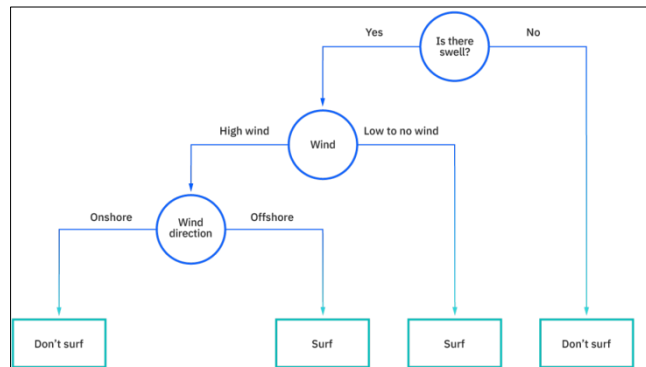 Yes
Is there
swell?
No
High wind
Wind
Low to no wind
Onshore
Wind
direction
Offshore
Don't surf
Surf
Surf
Don't surf